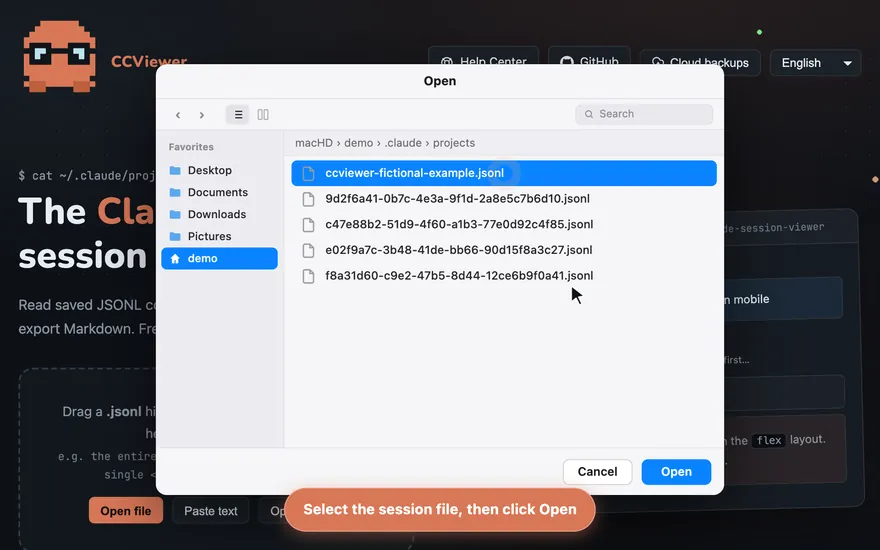 CCViewer
Help Center
GitHub
Cloud backups
English
Open
Search
Favorites
macHD › demo › .claude › projects
Desktop
Documents
Downloads
Pictures
demo
ccviewer-fictional-example.jsonl
9d2f6a41-0b7c-4e3a-9f1d-2a8e5c7b6d10.jsonl
c47e88b2-51d9-4f60-a1b3-77e0d92c4f85.jsonl
e02f9a7c-3b48-41de-bb66-90d15f8a3c27.jsonl
f8a31d60-c9e2-47b5-8d44-12ce6b9f0a41.jsonl
Cancel
Open
$ cat ~/.claude/proj
The Cla
session
Read saved JSONL
export Markdown.
Drag a .jsonl
e.g. the entire
single
Open file
Paste text
-session-viewer
mobile
first...
the flex layout.
Select the session file, then click Open